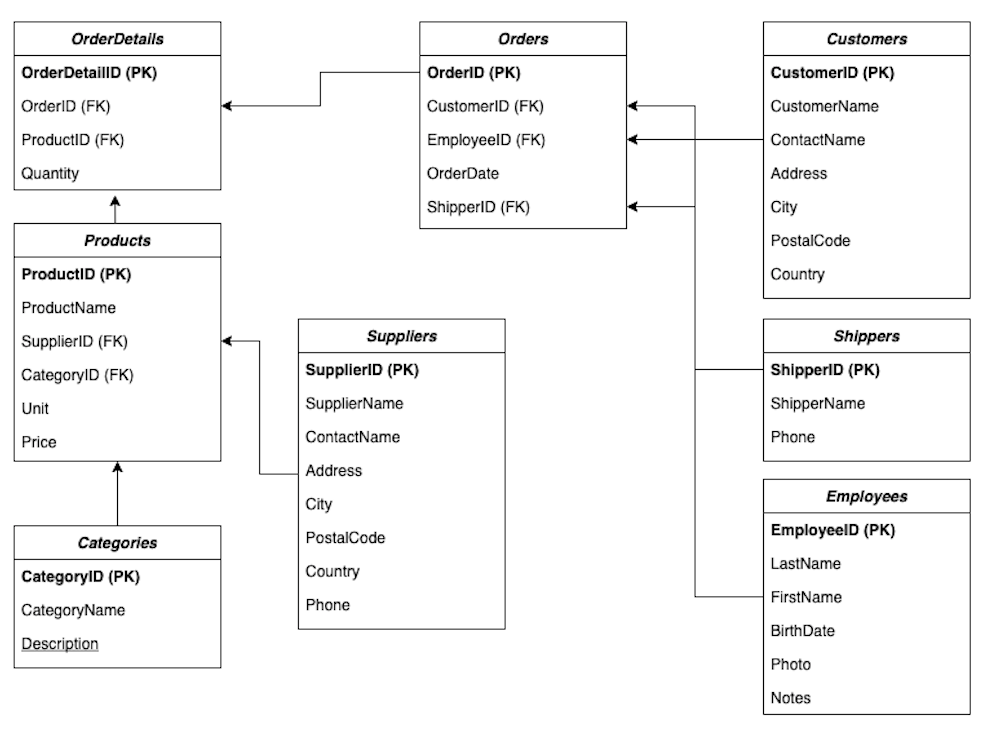 OrderDetails
OrderDetailID (PK)
OrderID (FK)
ProductID (FK)
Quantity
Orders
OrderID (PK)
CustomerID (FK)
EmployeeID (FK)
OrderDate
ShipperID (FK)
Customers
CustomerID (PK)
CustomerName
ContactName
Address
City
PostalCode
Country
Products
ProductID (PK)
ProductName
SupplierID (FK)
CategoryID (FK)
Unit
Price
Suppliers
SupplierID (PK)
SupplierName
ContactName
Address
City
PostalCode
Country
Phone
Shippers
ShipperID (PK)
ShipperName
Phone
Categories
CategoryID (PK)
CategoryName
Description
Employees
EmployeeID (PK)
LastName
FirstName
BirthDate
Photo
Notes